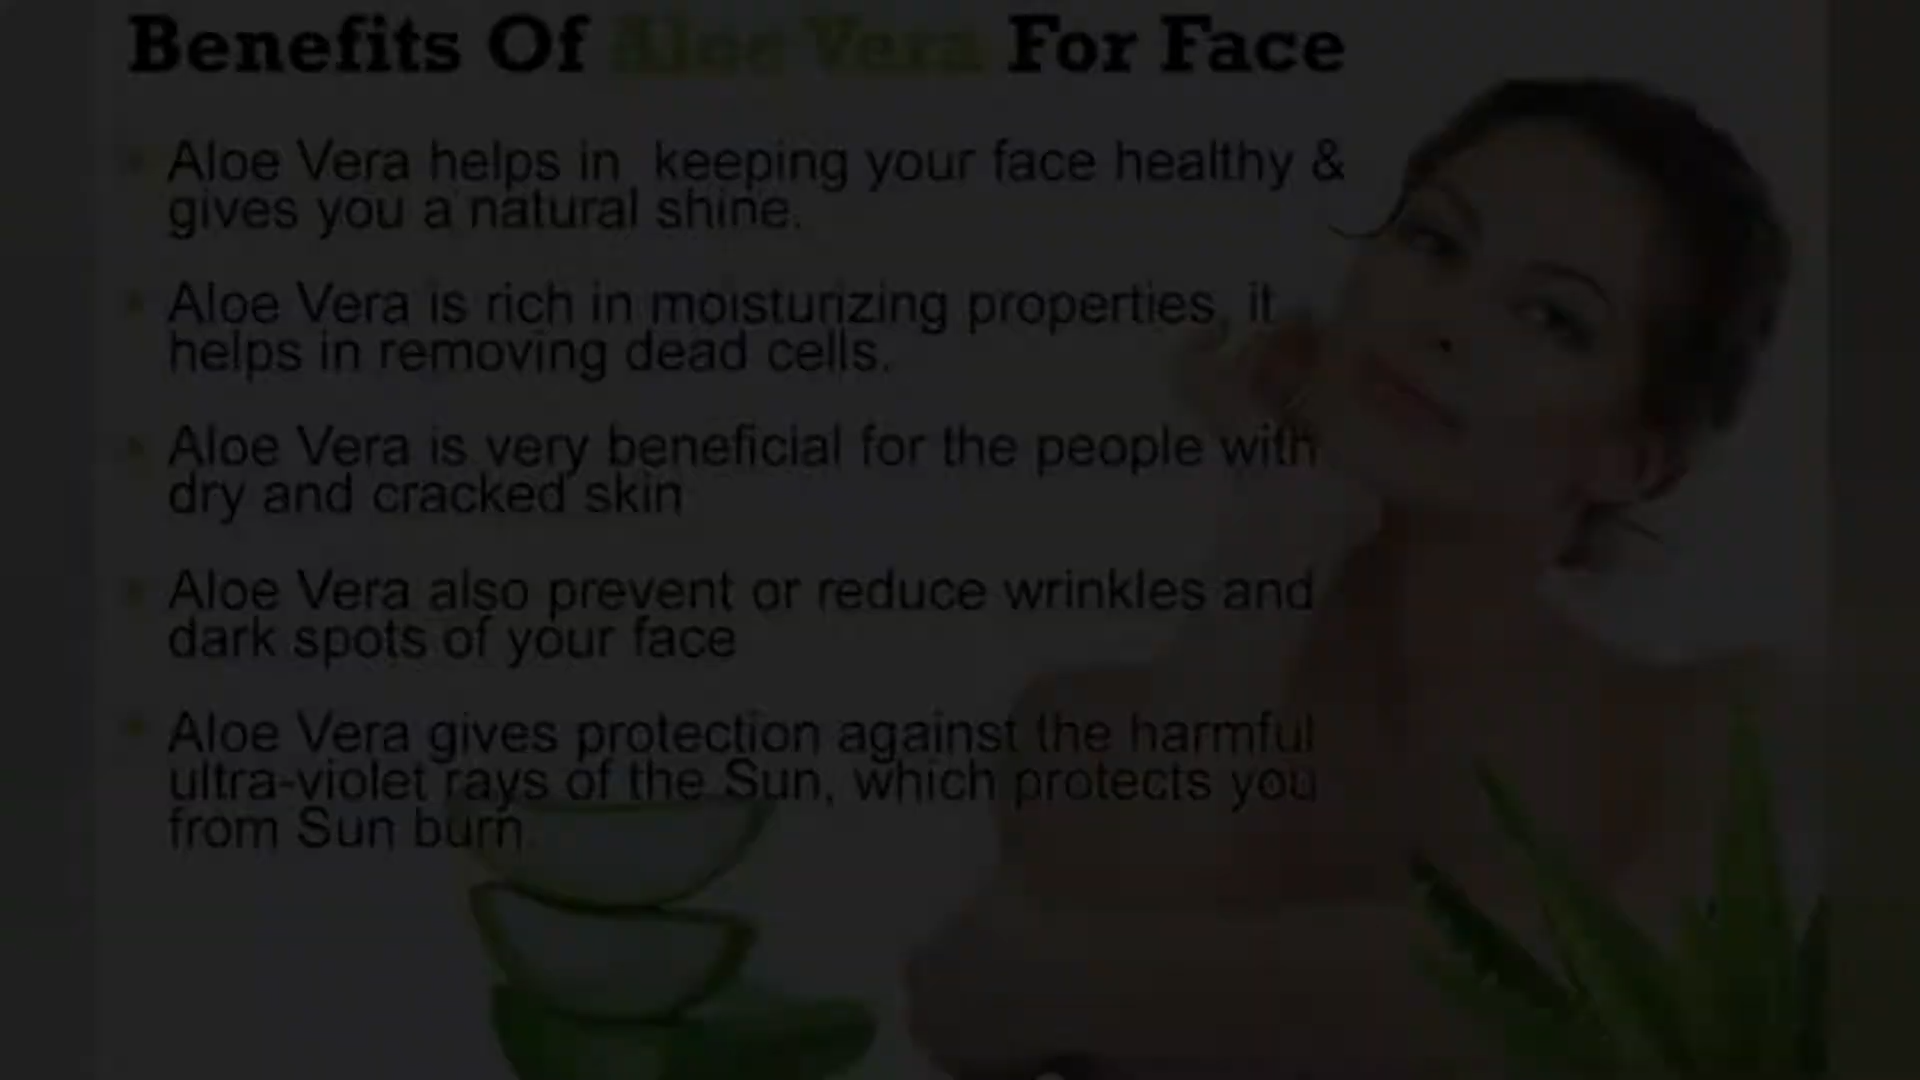 Benefits Of Aloe Vera For Face
Aloe Vera helps in keeping your face healthy &
gives you a natural shine.
Aloe Vera is rich in moisturizing properties, it
helps in removing dead cells.
Aloe Vera is very beneficial for the people with
dry and cracked skin
Aloe Vera also prevent or reduce wrinkles and
dark spots of your face
Aloe Vera gives protection against the harmful
ultra-violet rays of the Sun, which protects you
from Sun burn.